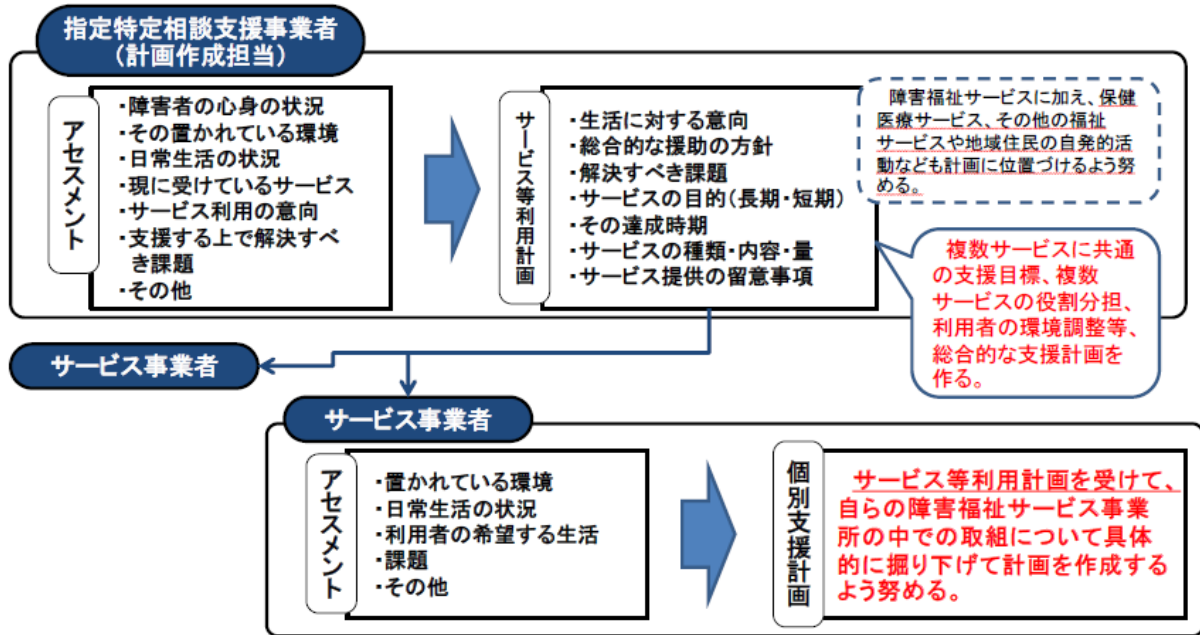 指定特定相談支援事業者
（計画作成担当）
アセスメント
・障害者の心身の状況
・その置かれている環境
・日常生活の状況
・現に受けているサービス
・サービス利用の意向
・支援する上で解決すべ
き課題
・その他
サービス等利用計画
・生活に対する意向
・総合的な援助の方針
・解決すべき課題
・サービスの目的（長期・短期）
・その達成時期
・サービスの種類・内容・量
・サービス提供の留意事項
障害福祉サービスに加え、保健
医療サービス、その他の福祉
サービスや地域住民の自発的活
動なども計画に位置づけるよう努
める。
複数サービスに共通
の支援目標、複数
サービスの役割分担、
利用者の環境調整等、
総合的な支援計画を
作る。
サービス事業者
サービス事業者
アセスメント
・置かれている環境
・日常生活の状況
・利用者の希望する生活
・課題
・その他
個別支援計画
サービス等利用計画を受けて、
自らの障害福祉サービス事業
所の中での取組について具体
的に掘り下げて計画を作成する
よう努める。